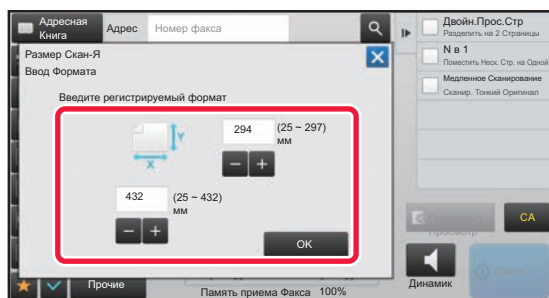 Адресная
Книга
Адрес
Номер факса
Размер Скан-Я
Ввод Формата
Введите регистрируемый формат
Y
X
294
(25 ~ 297)
мм
432
(25 ~ 432)
мм
OK
Прочие
Память приема Факса 100%
Двойн.Прос.Стр
Разделить на 2 Страницы
N в 1
Поместить Неск. Стр. на Одной
Медленное Сканирование
Сканир. Тонкий Оригинал
Просмотр
CA
Динамик
Старт